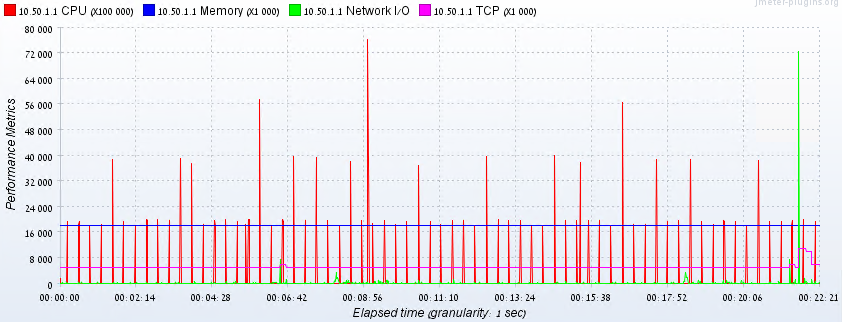 jmeter-plugins.org
10.50.1.1 CPU (X100 000) 10.50.1.1 Memory (X1 000) 10.50.1.1 Network I/O 10.50.1.1 TCP (X1 000)
80 000
72 000
64 000
56 000
48 000
40 000
32 000
24 000
16 000
8 000
0
Performance Metrics
00:00:00 00:02:14 00:04:28 00:06:42 00:08:56 00:11:10 00:13:24 00:15:38 00:17:52 00:20:06 00:22:21
Elapsed time (granularity: 1 sec)